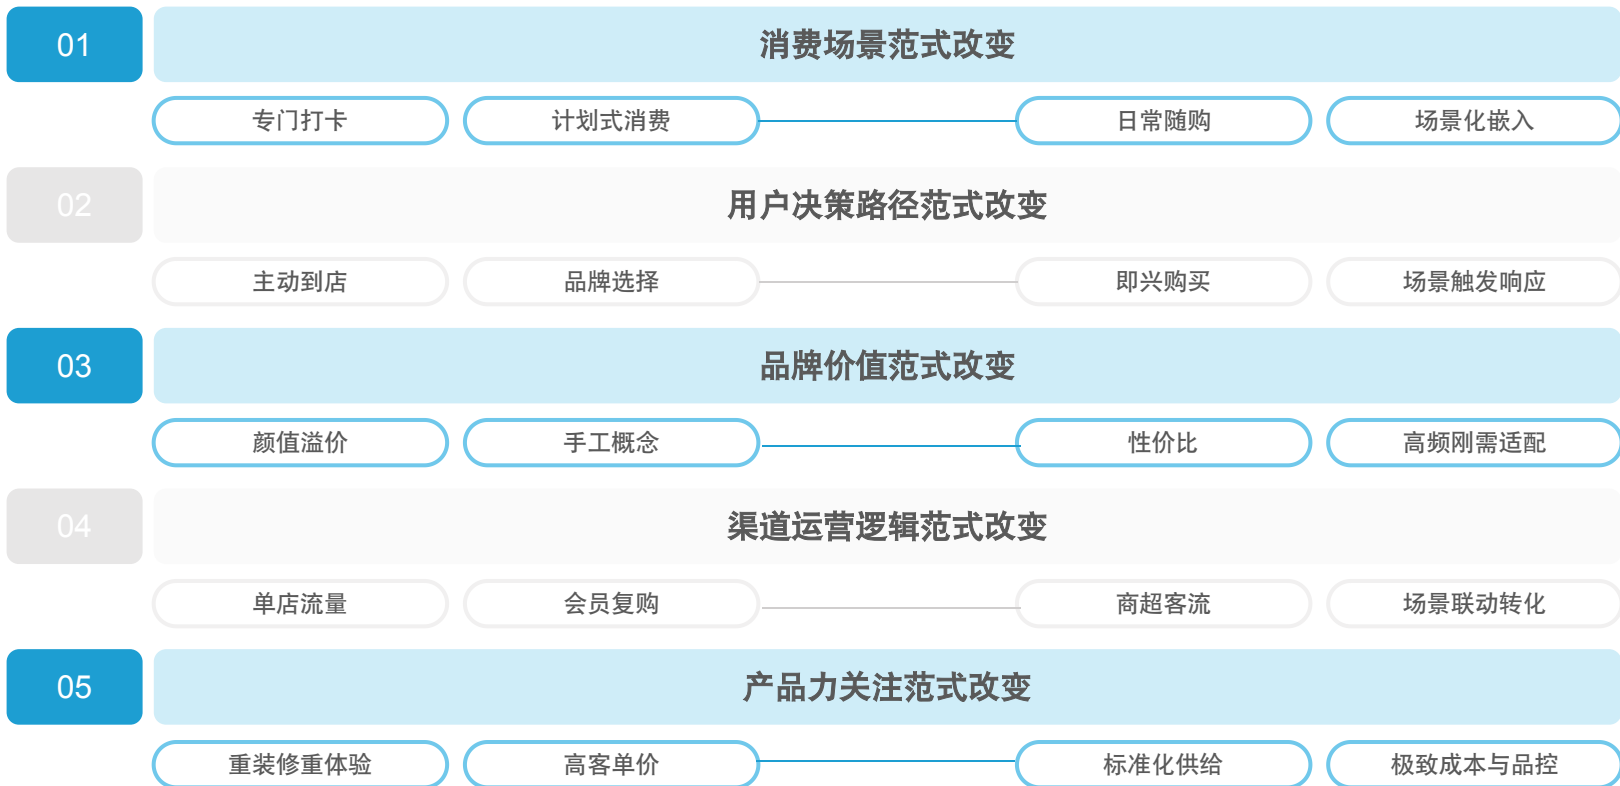 01 消费场景范式改变
专门打卡 计划式消费 日常随购 场景化嵌入
02 用户决策路径范式改变
主动到店 品牌选择 即兴购买 场景触发响应
03 品牌价值范式改变
颜值溢价 手工概念 性价比 高频刚需适配
04 渠道运营逻辑范式改变
单店流量 会员复购 商超客流 场景联动转化
05 产品力关注范式改变
重装修重体验 高客单价 标准化供给 极致成本与品控